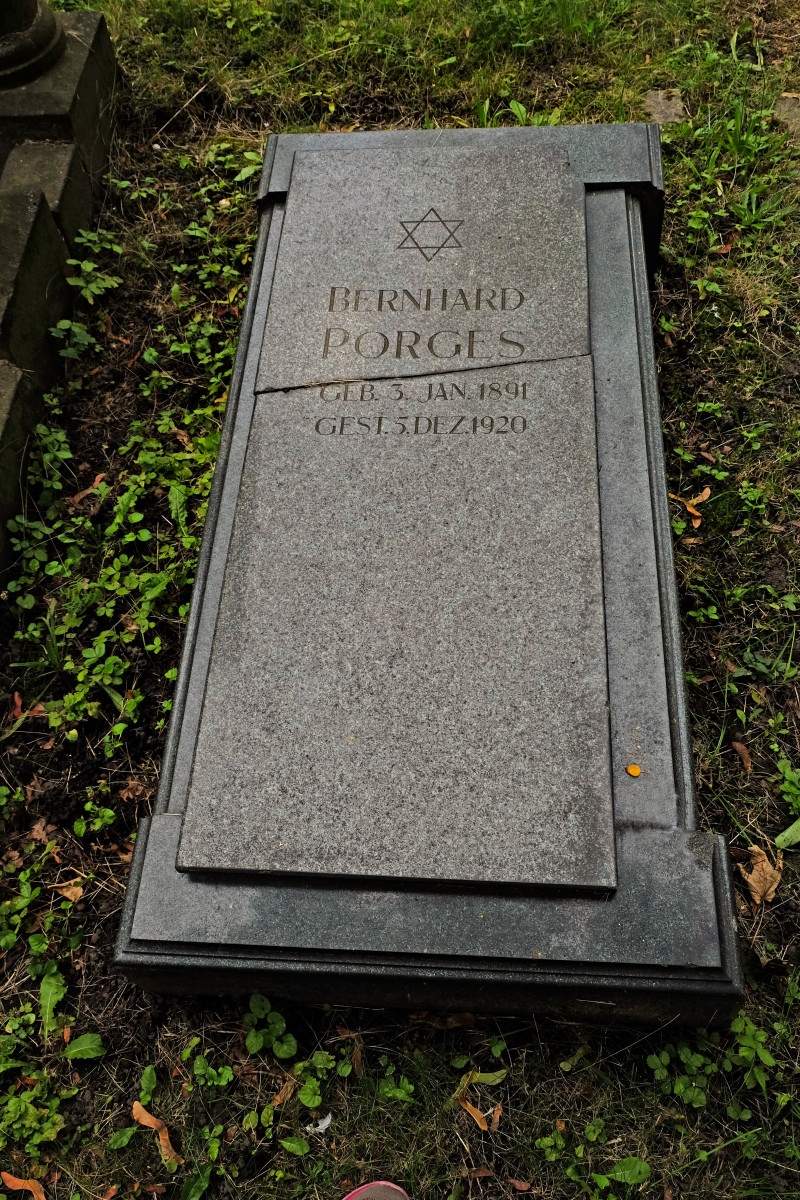 BERNHARD
PORGES
GEB. 3. JAN. 1891
GEST. 5. DEZ. 1920